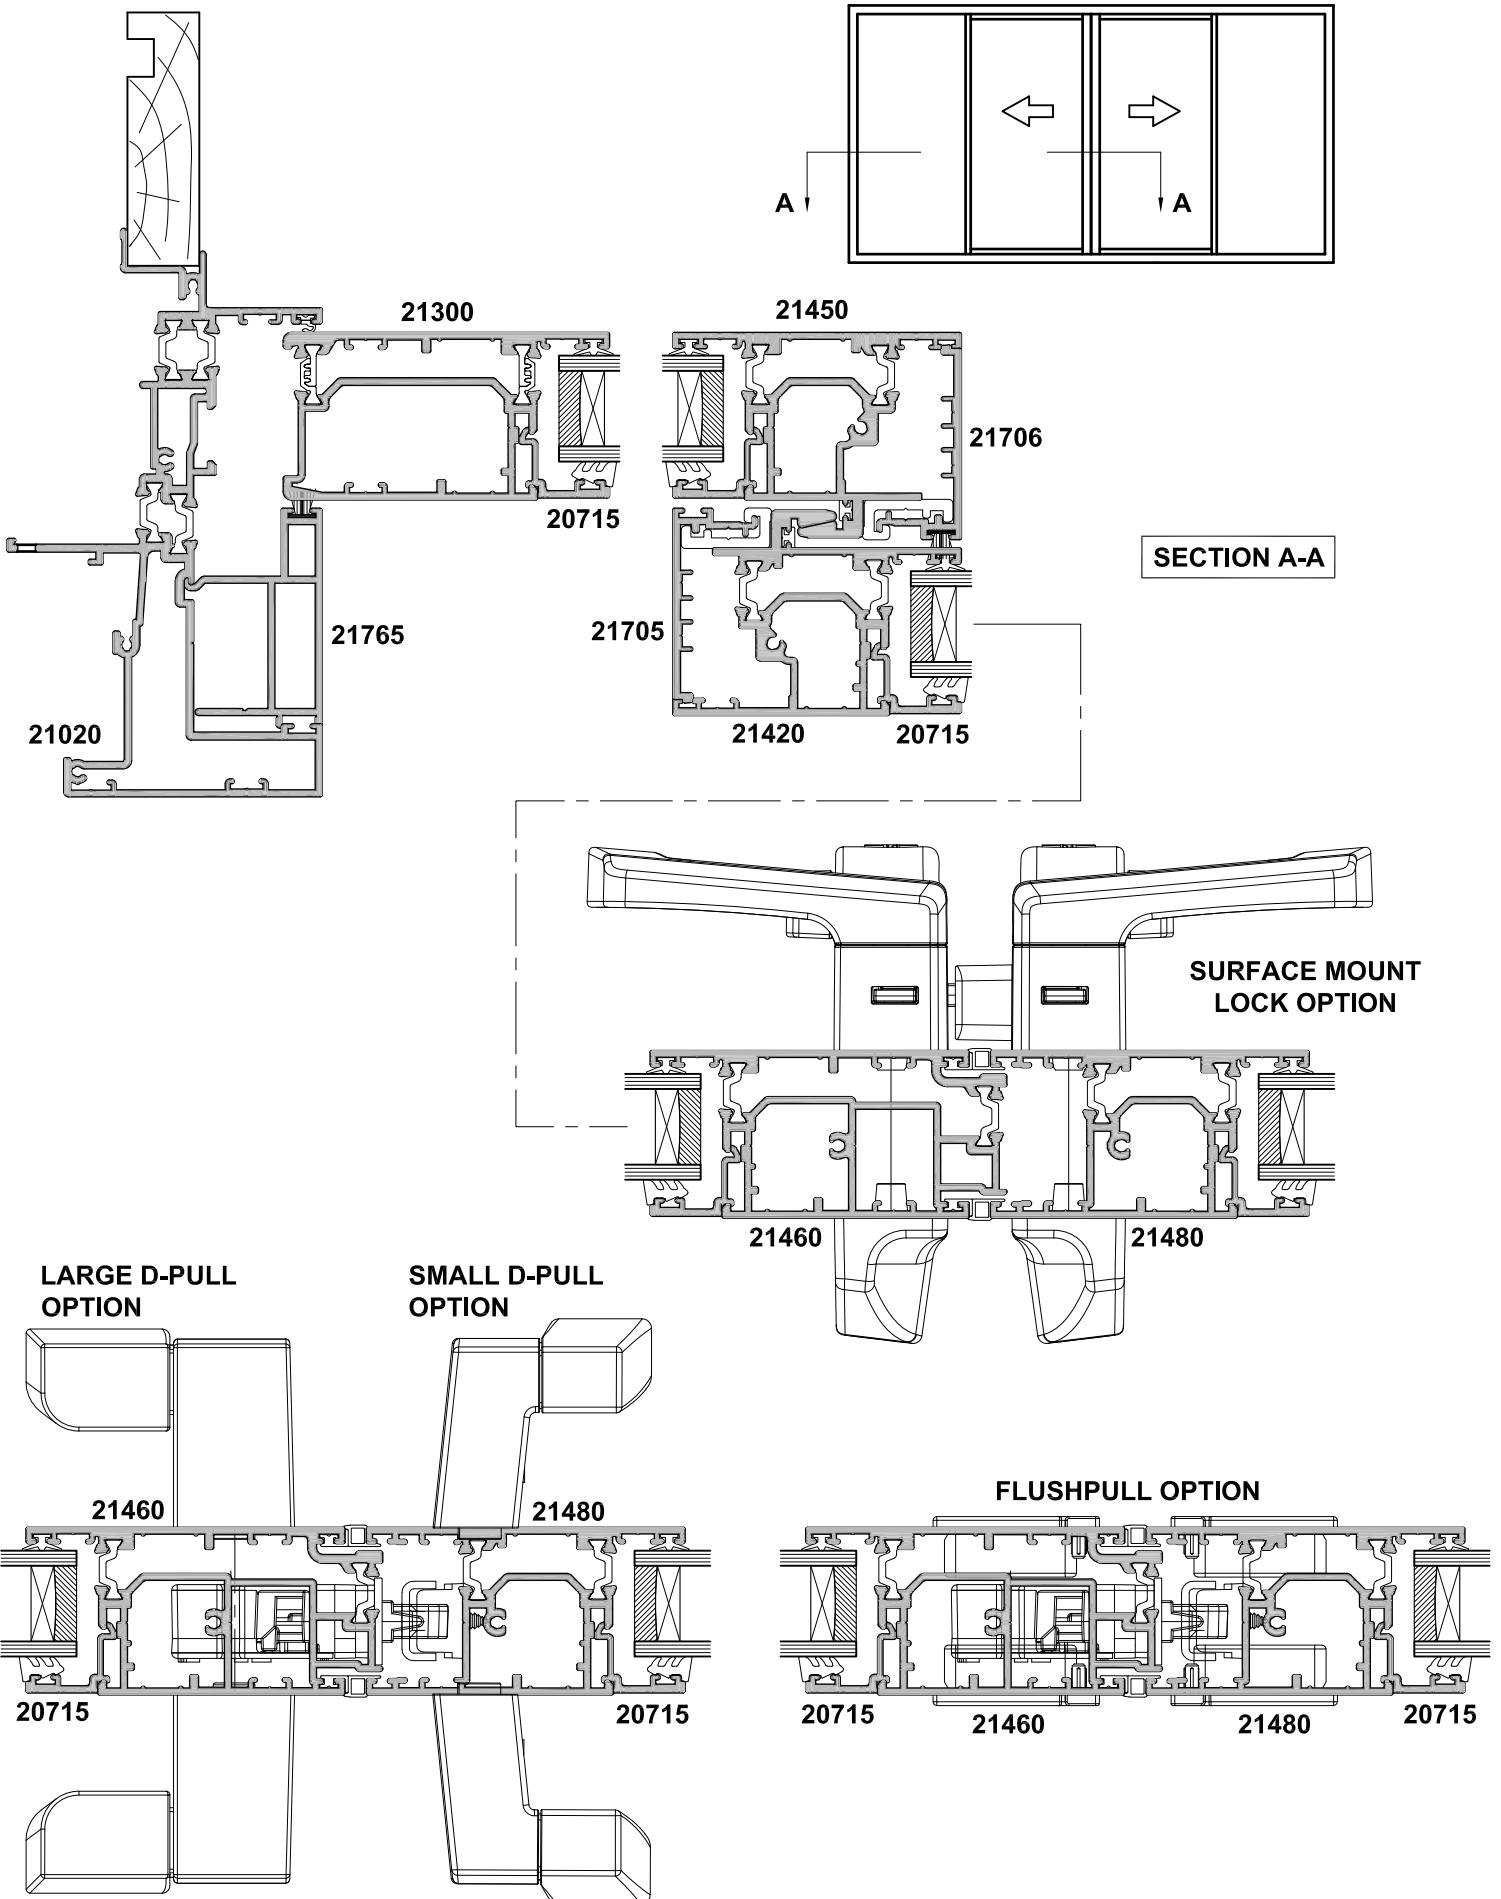 A
A
21300
21450
21706
20715
SECTION A-A
21765
21705
21020
21420
20715
SURFACE MOUNT
LOCK OPTION
21460
21480
LARGE D-PULL
OPTION
SMALL D-PULL
OPTION
21460
21480
20715
20715
FLUSHPULL OPTION
20715
21460
21480
20715